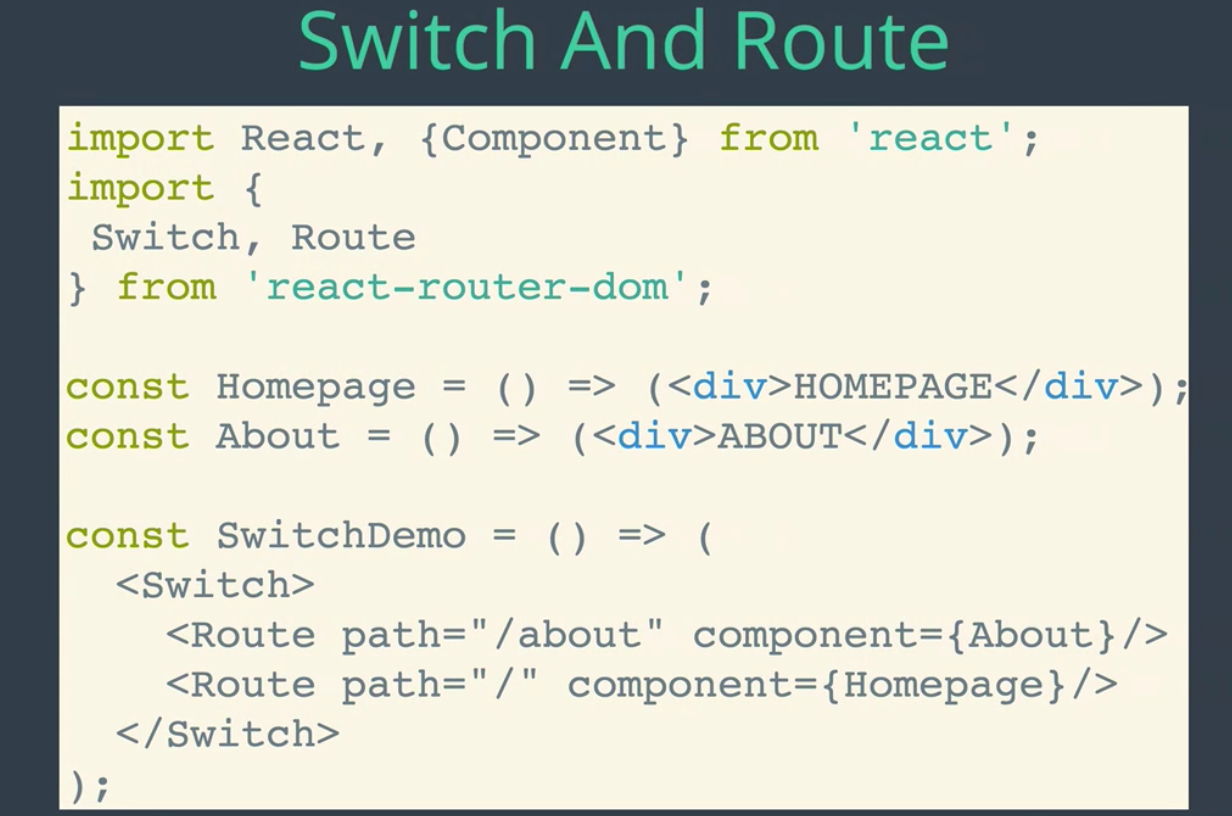 Switch And Route
import React, {Component} from 'react';
import {
 Switch, Route
} from 'react-router-dom';
const Homepage = () => (<div>HOMEPAGE</div>);
const About = () => (<div>ABOUT</div>);
const SwitchDemo = () => (
  <Switch>
    <Route path="/about" component={About}/>
    <Route path="/" component={Homepage}/>
  </Switch>
);